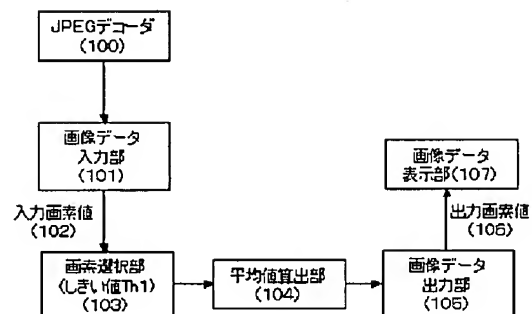 JPEGデコーダ
(100)
画像データ
入力部
(101)
入力画素値
(102)
画素選択部
(しきい値Th1)
(103)
平均値算出部
(104)
画像データ
出力部
(105)
出力画素値
(106)
画像データ
表示部(107)